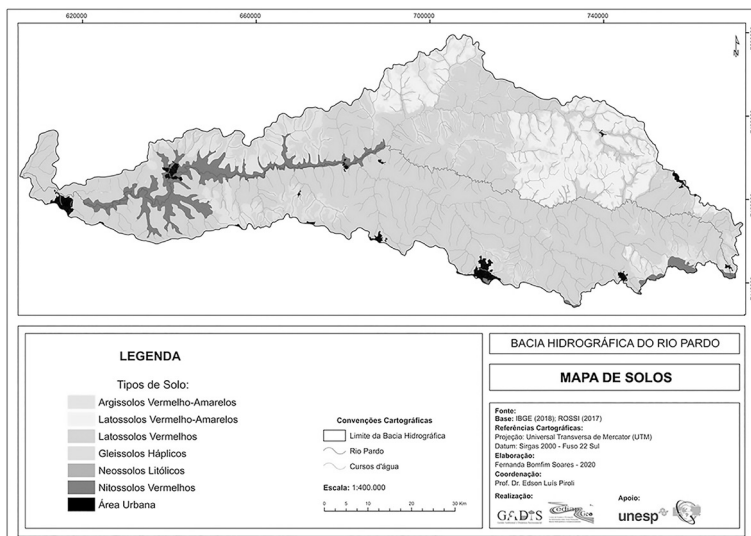 620000 660000 700000 740000
N
BACIA HIDROGRÁFICA DO RIO PARDO
MAPA DE SOLOS
LEGENDA
Tipos de Solo:
Argissolos Vermelho-Amarelos
Latossolos Vermelho-Amarelos
Latossolos Vermelhos
Gleissolos Háplicos
Neossolos Litólicos
Nitossolos Vermelhos
Área Urbana
Convenções Cartográficas
Limite da Bacia Hidrográfica
Rio Pardo
Cursos d'água
Escala: 1:400.000
0 5 10 20 30 Km
Fonte:
Base: IBGE (2018); ROSSI (2017)
Referências Cartográficas:
Projeção: Universal Transversa de Mercator (UTM)
Datum: Sirgas 2000 - Fuso 22 Sul
Elaboração:
Fernanda Bomfim Soares - 2020
Coordenação:
Prof. Dr. Edson Luís Piroli
Realização:
Apoio:
GADIS
unesp